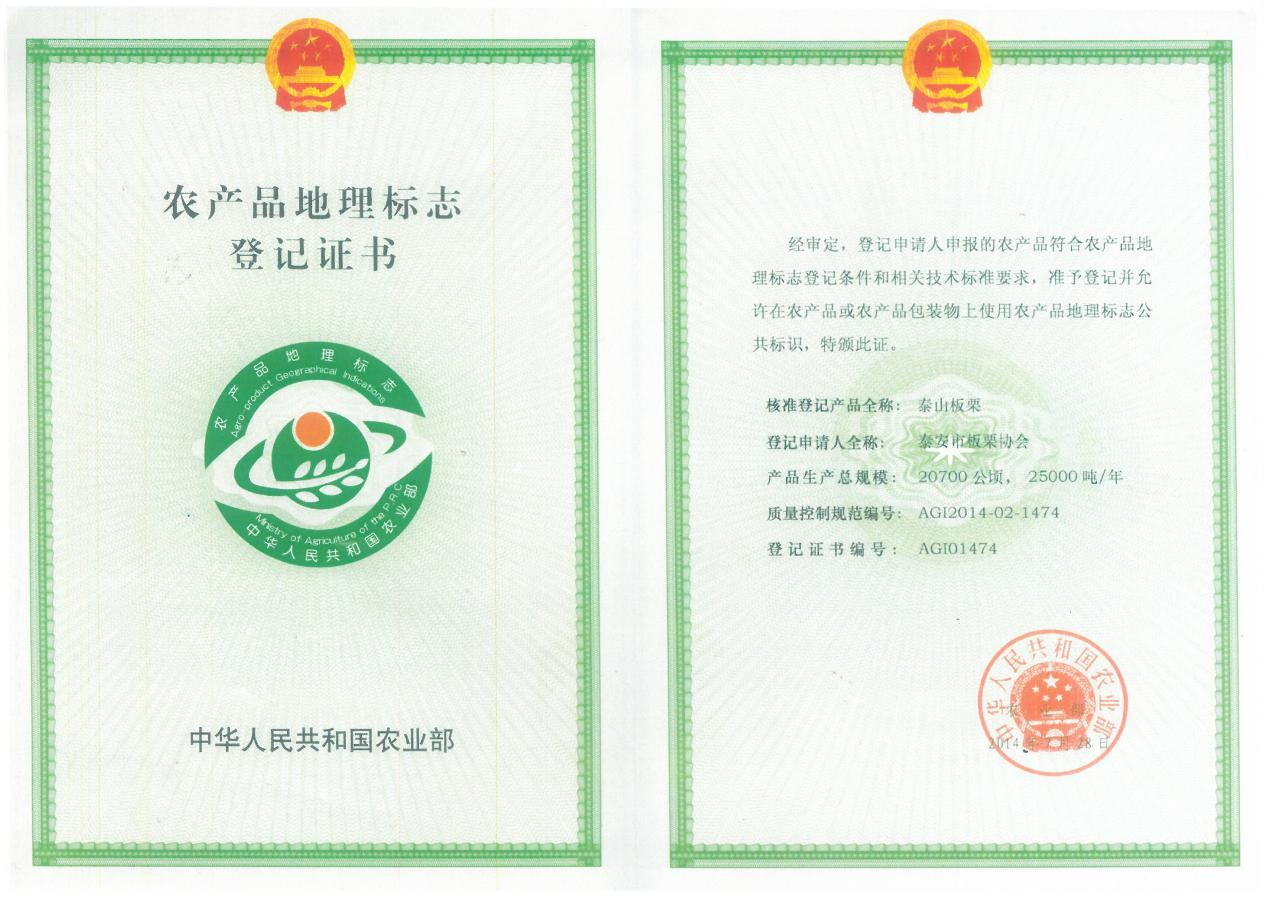 农产品地理标志
登记证书
农产品地理标志
Agro-product Geographical Indications
Ministry of Agriculture of the P.R.C
中华人民共和国农业部
中华人民共和国农业部
经审定，登记申请人申报的农产品符合农产品地
理标志登记条件和相关技术标准要求，准予登记并允
许在农产品或农产品包装物上使用农产品地理标志公
共标识，特颁此证。
核准登记产品全称： 泰山板栗
登记申请人全称： 泰安市板栗协会
产品生产总规模： 20700 公顷， 25000 吨/年
质量控制规范编号： AGI2014-02-1474
登记证书编号： AGI01474
中华人民共和国农业部
农业部
2014 年 7 月 28 日